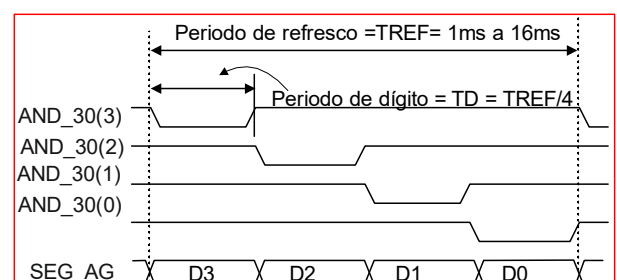 Periodo de refresco =TREF= 1ms a 16ms
Periodo de dígito = TD = TREF/4
AND_30(3)
AND_30(2)
AND_30(1)
AND_30(0)
SEG_AG D3 D2 D1 D0